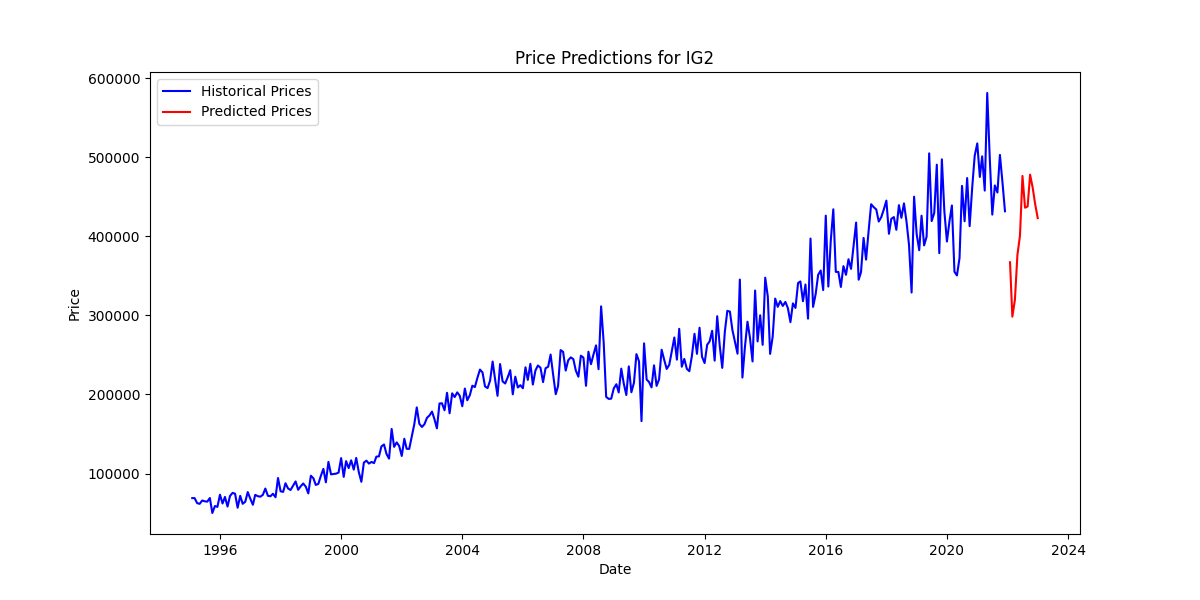 Price Predictions for IG2
Historical Prices
Predicted Prices
Price
600000
500000
400000
300000
200000
100000
1996 2000 2004 2008 2012 2016 2020 2024
Date